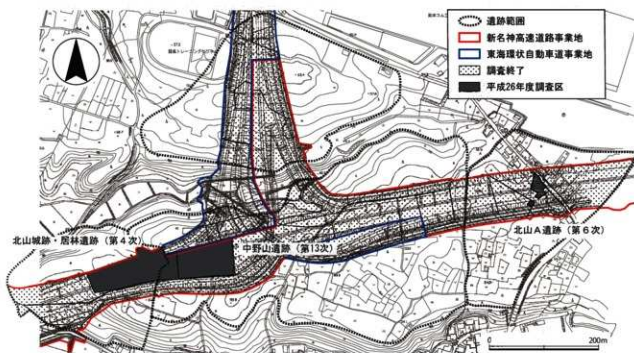 遺跡範囲
新名神高速道路事業地
東海環状自動車道事業地
調査終了
平成26年度調査区
北山城跡・居林遺跡（第4次）
中野山遺跡（第13次）
北山A遺跡（第6次）
0
200m